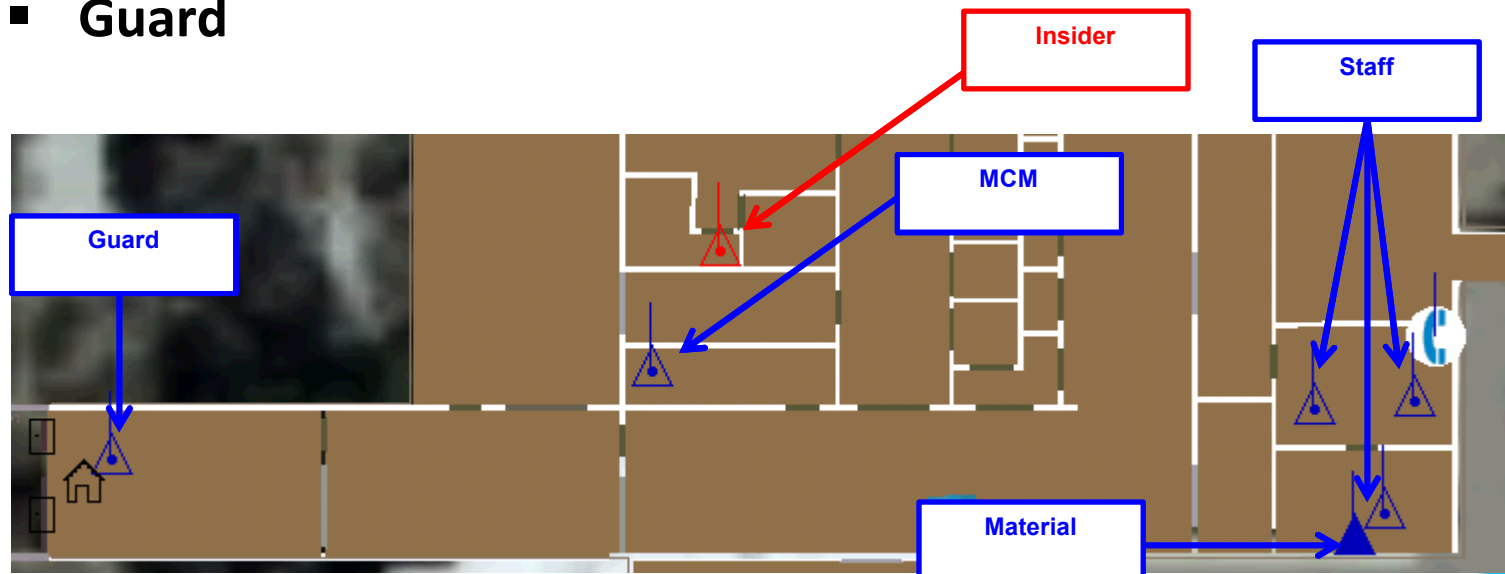 ▪ Guard
Insider
Staff
MCM
Guard
Material